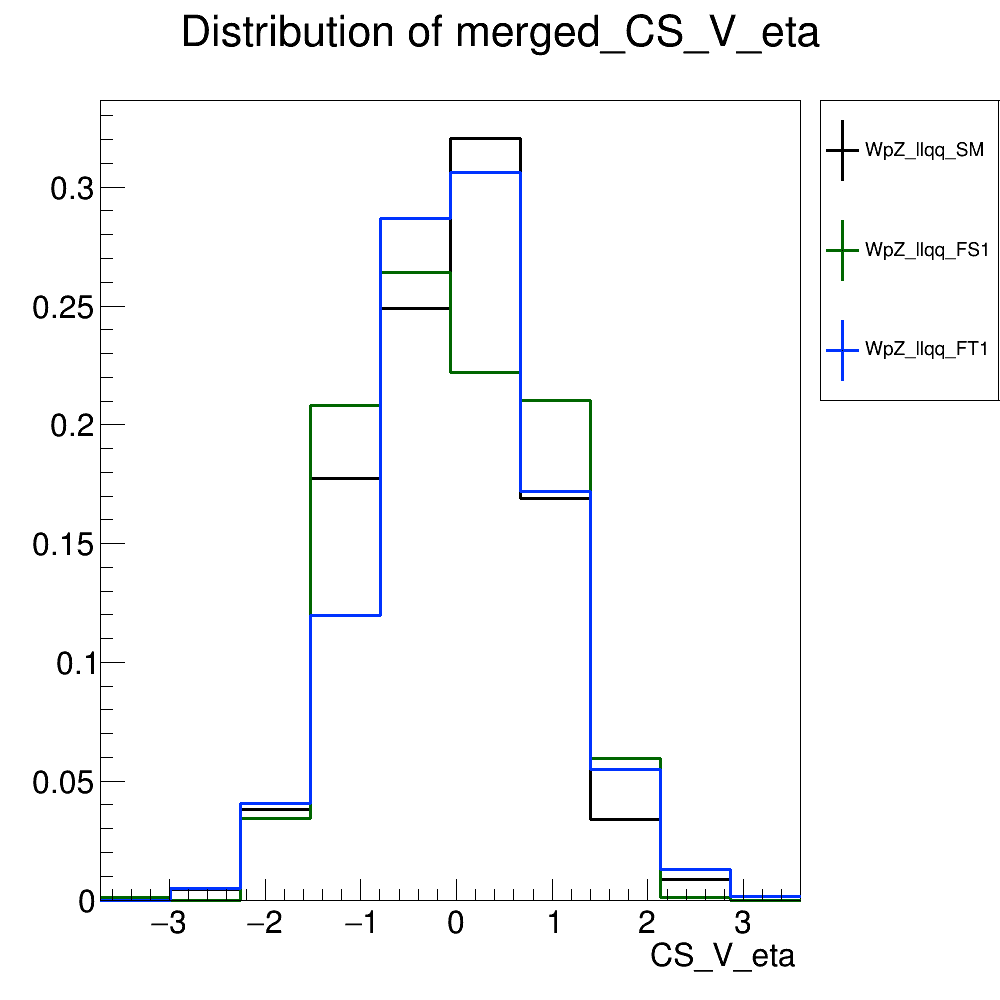 Distribution of merged_CS_V_eta
WpZ_llqq_SM
WpZ_llqq_FS1
WpZ_llqq_FT1
0.3
0.25
0.2
0.15
0.1
0.05
0
−3 −2 −1 0 1 2 3
CS_V_eta